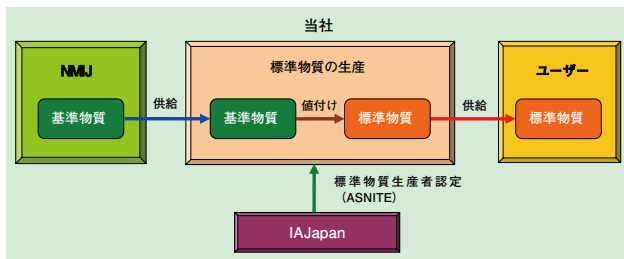 当社
NMIJ
標準物質の生産
ユーザー
基準物質
供給
基準物質
値付け
標準物質
供給
標準物質
標準物質生産者認定
(ASNITE)
IAJapan